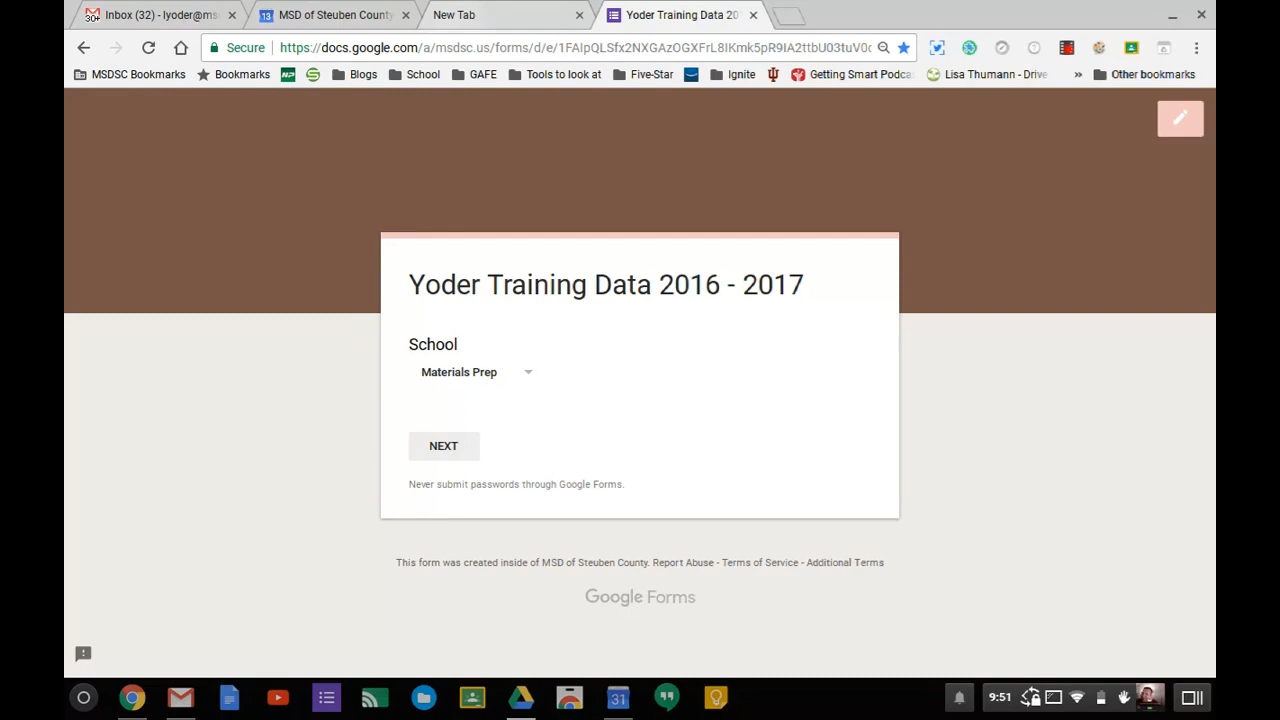 Inbox (32) - lyoder@ms
MSD of Steuben County
New Tab
Yoder Training Data 20
Secure
https://docs.google.com/a/msdsc.us/forms/d/e/
MSDSC Bookmarks
Bookmarks
Blogs
School
GAFE
Tools to look at
Five-Star
Ignite
Getting Smart Podca
Lisa Thumann - Drive
»
Other bookmarks
Yoder Training Data 2016 - 2017
School
Materials Prep
NEXT
Never submit passwords through Google Forms.
This form was created inside of MSD of Steuben County. Report Abuse - Terms of Service - Additional Terms
Google Forms
31
9:51